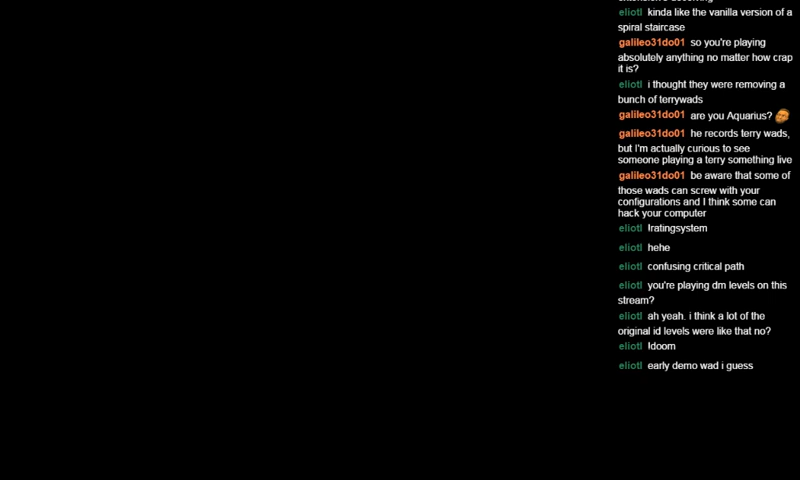 eliotl kinda like the vanilla version of a
spiral staircase
galileo31do01 so you're playing
absolutely anything no matter how crap
it is?
eliotl i thought they were removing a
bunch of terrywads
galileo31do01 are you Aquarius?
galileo31do01 he records terry wads,
but I'm actually curious to see
someone playing a terry something live
galileo31do01 be aware that some of
those wads can screw with your
configurations and I think some can
hack your computer
eliotl !ratingsystem
eliotl hehe
eliotl confusing critical path
eliotl you're playing dm levels on this
stream?
eliotl ah yeah. i think a lot of the
original id levels were like that no?
eliotl !doom
eliotl early demo wad i guess